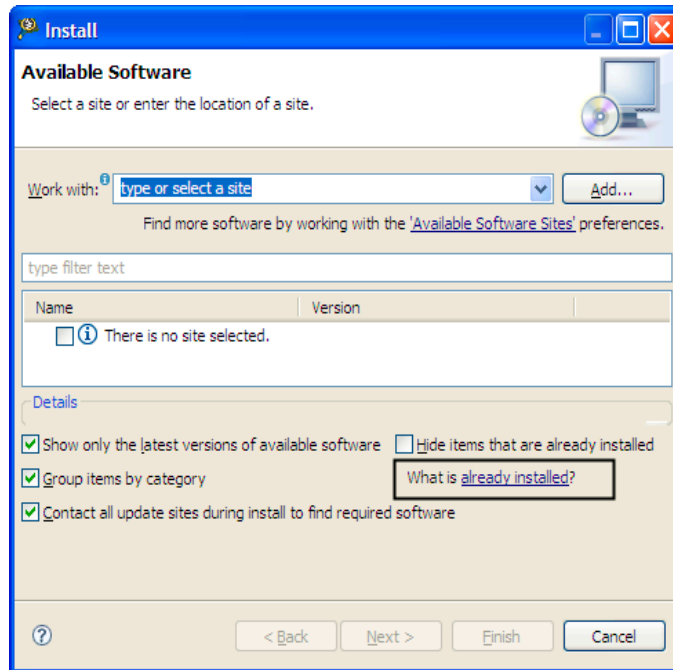 Install
Available Software
Select a site or enter the location of a site.
Work with: type or select a site Add...
Find more software by working with the 'Available Software Sites' preferences.
type filter text
Name Version
There is no site selected.
Details
Show only the latest versions of available software Hide items that are already installed
Group items by category What is already installed?
Contact all update sites during install to find required software
? < Back Next > Finish Cancel